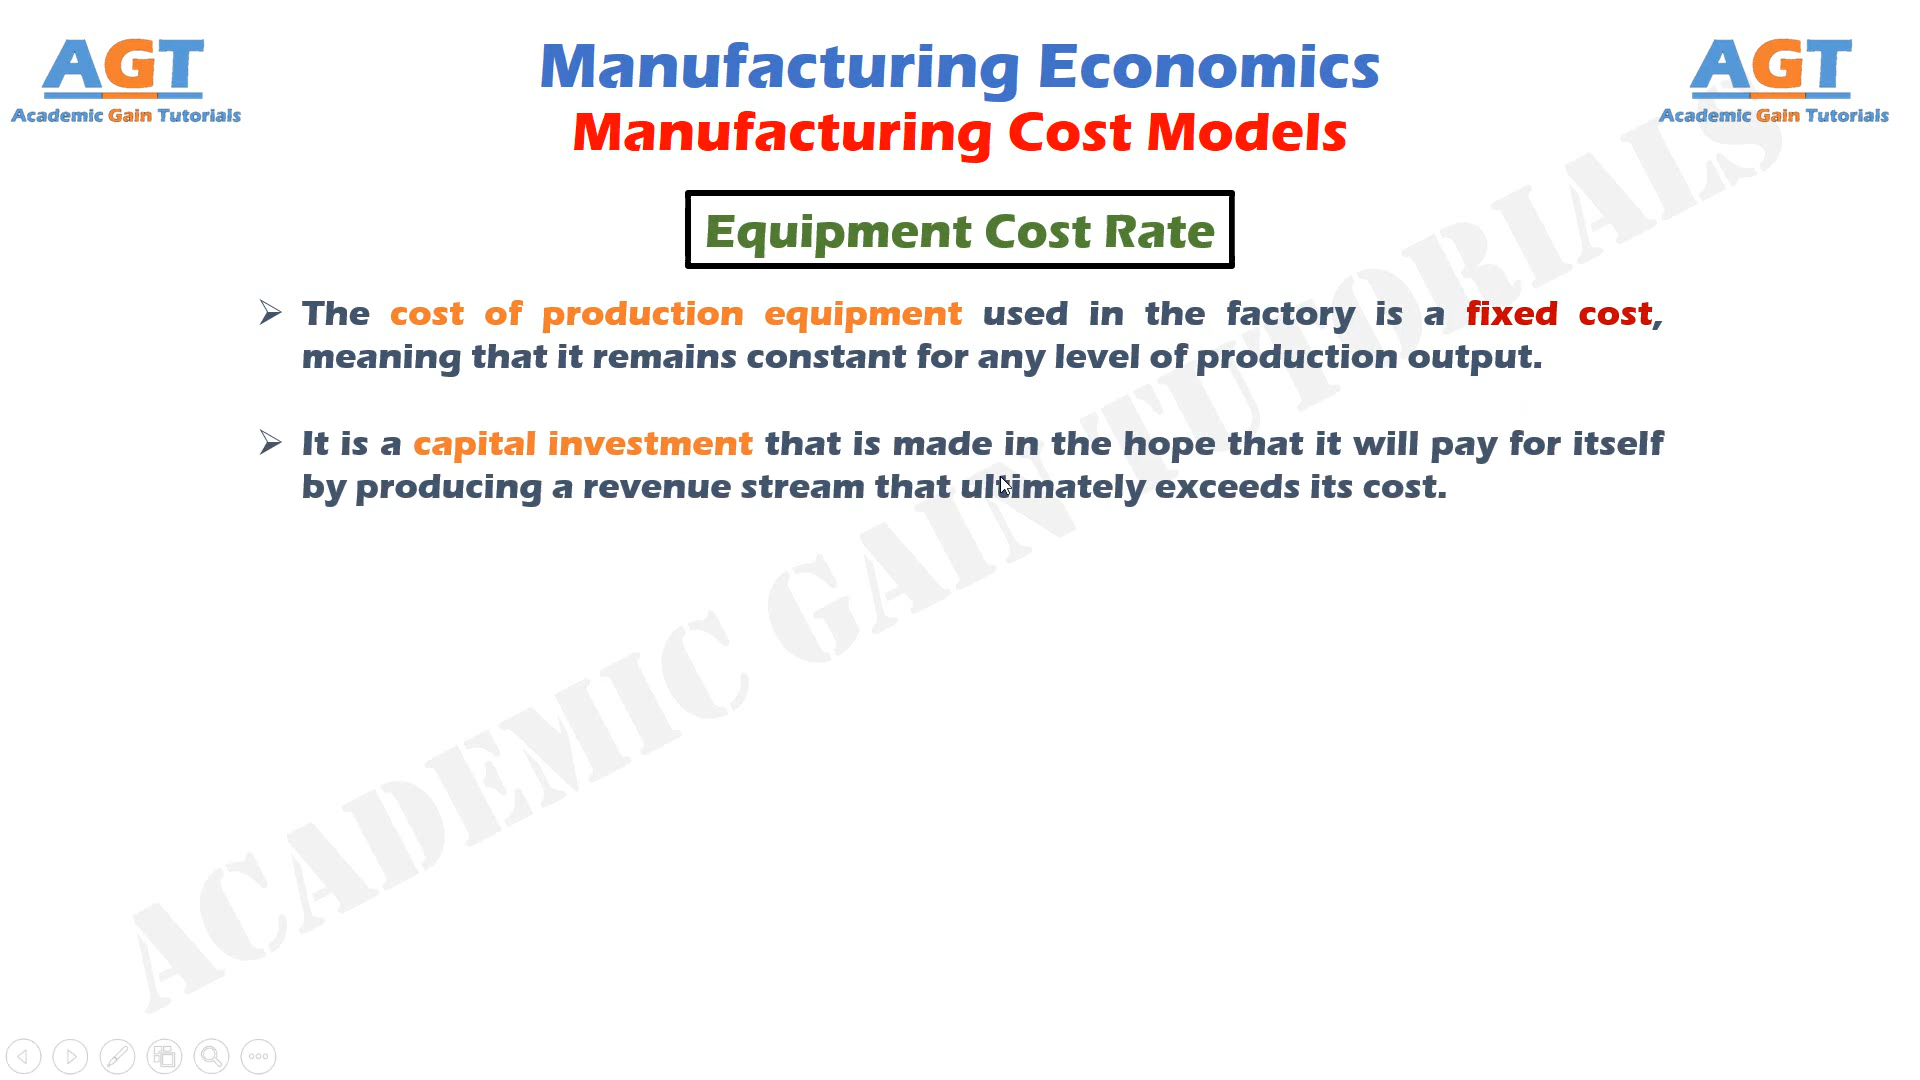 AGT
Academic Gain Tutorials
Manufacturing Economics
Manufacturing Cost Models
AGT
Academic Gain Tutorials
Equipment Cost Rate
The cost of production equipment used in the factory is a fixed cost,
meaning that it remains constant for any level of production output.
It is a capital investment that is made in the hope that it will pay for itself
by producing a revenue stream that ultimately exceeds its cost.
ACADEMIC GAIN TUTORIALS